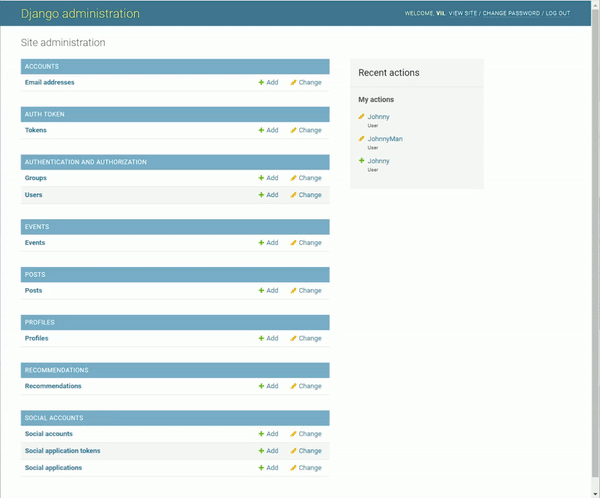 Django administration
WELCOME, VII. VIEW SITE / CHANGE PASSWORD / LOG OUT
Site administration
ACCOUNTS
Email addresses Add Change
AUTH TOKEN
Tokens Add Change
AUTHENTICATION AND AUTHORIZATION
Groups Add Change
Users Add Change
EVENTS
Events Add Change
POSTS
Posts Add Change
PROFILES
Profiles Add Change
RECOMMENDATIONS
Recommendations Add Change
SOCIAL ACCOUNTS
Social accounts Add Change
Social application tokens Add Change
Social applications Add Change
Recent actions
My actions
Johnny
User
JohnnyMan
User
Johnny
User